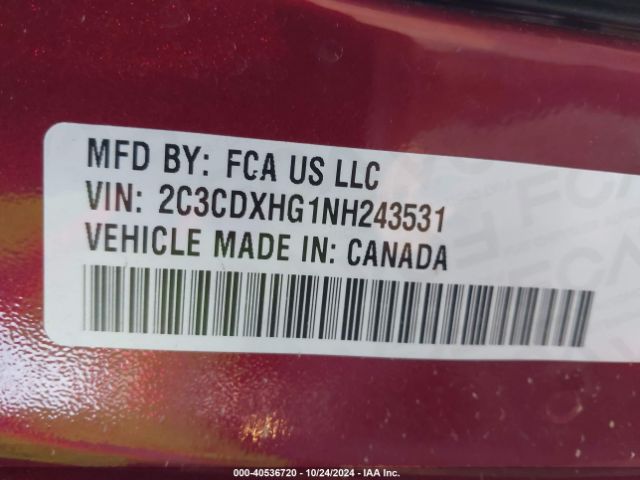 MFD BY: FCA US LLC
VIN: 2C3CDXHG1NH243531
VEHICLE MADE IN: CANADA
000-40536720 - 10/24/2024 - IAA Inc.